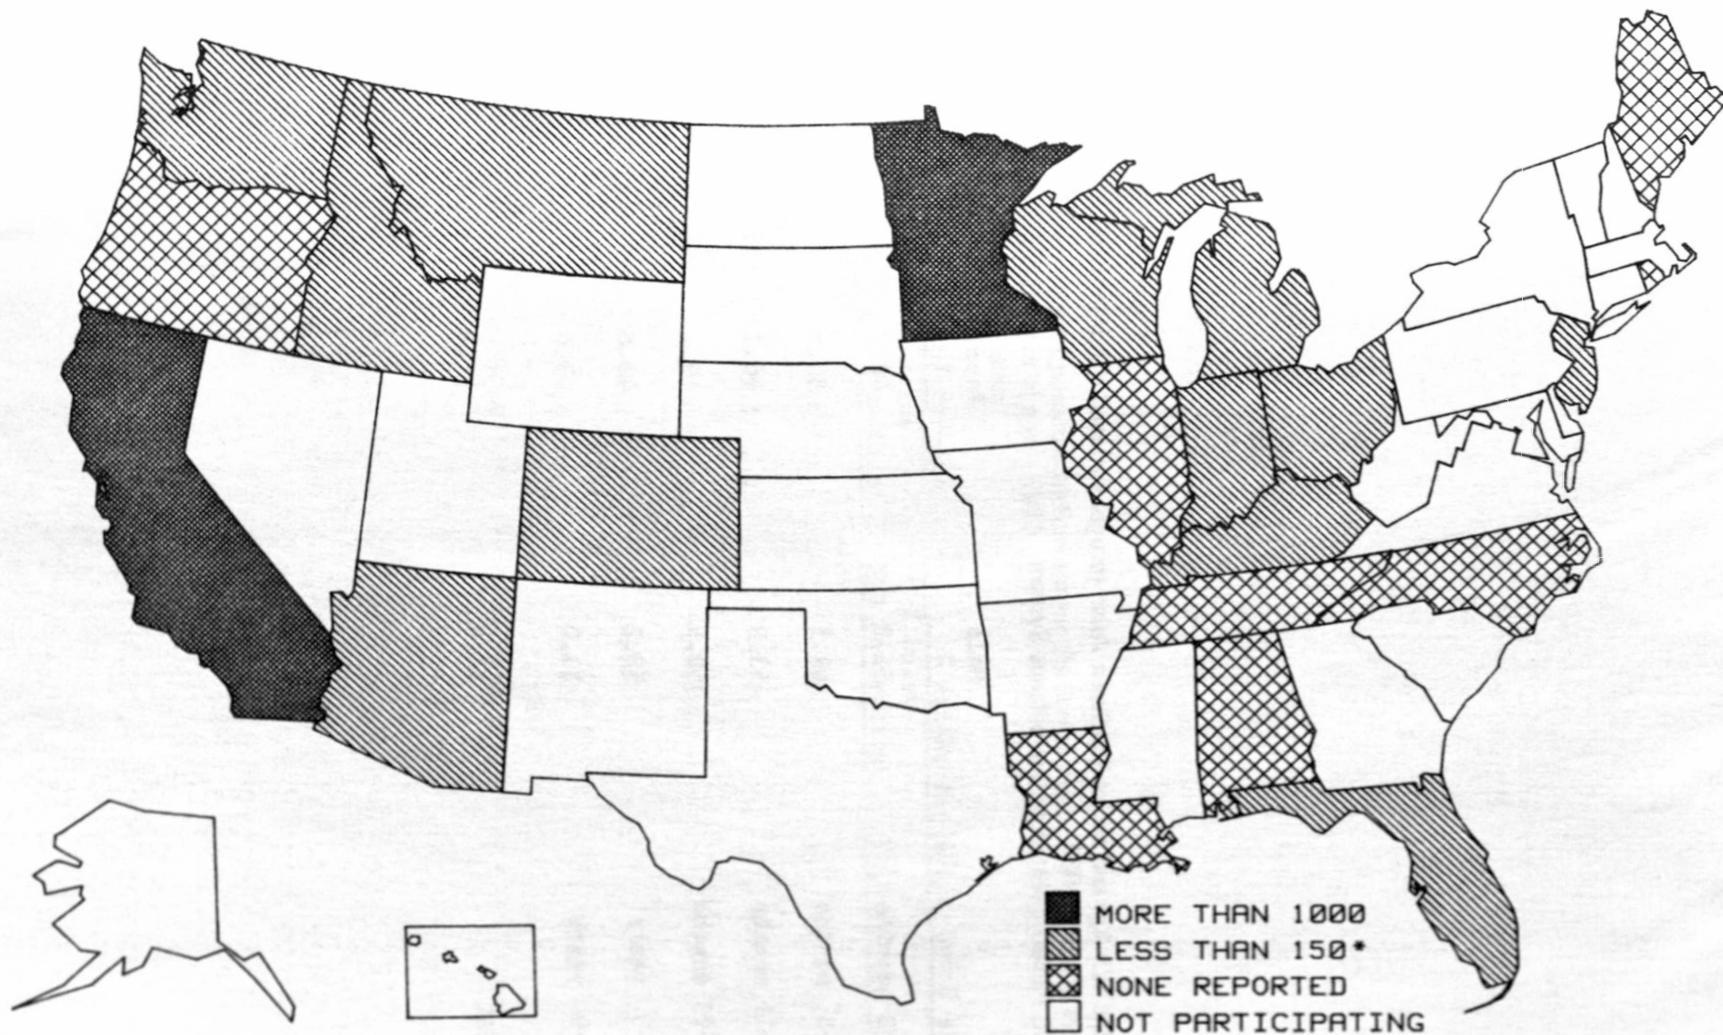 MORE THAN 1000
LESS THAN 150*
NONE REPORTED
NOT PARTICIPATING